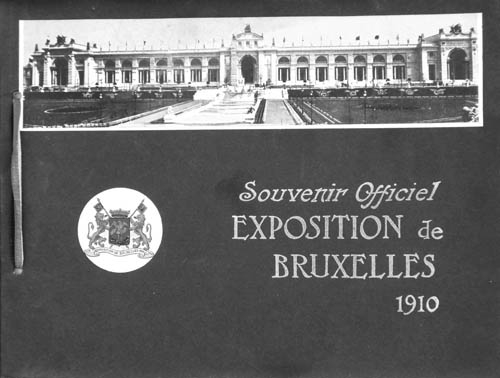 Souvenir Officiel
EXPOSITION de
BRUXELLES
1910